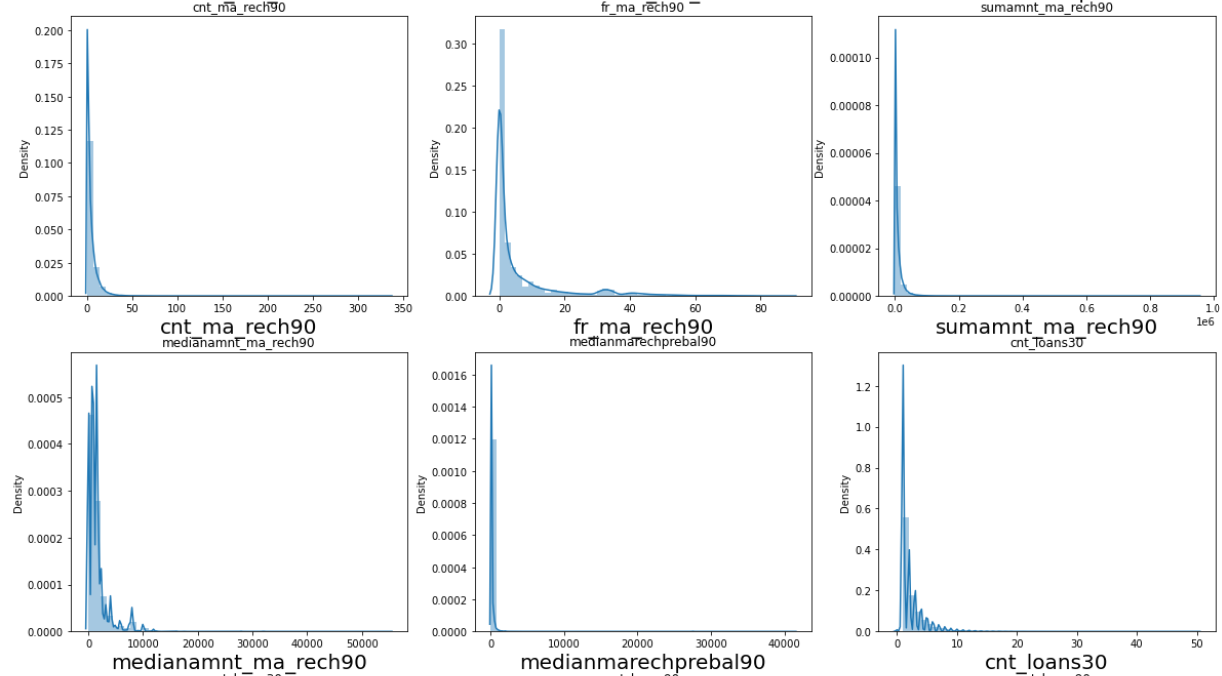 cnt_ma_rech90
fr_ma_rech90
sumamnt_ma_rech90
0.200
0.175
0.150
0.125
0.100
0.075
0.050
0.025
0.000
Density
0 50 100 150 200 250 300 350
cnt_ma_rech90
0.30
0.25
0.20
0.15
0.10
0.05
0.00
Density
0 20 40 60 80
fr_ma_rech90
0.00010
0.00008
0.00006
0.00004
0.00002
0.00000
Density
0.0 0.2 0.4 0.6 0.8 1.0
1e6
sumamnt_ma_rech90
medianamnt_ma_rech90
medianmarechprebal90
cnt_loans30
0.0005
0.0004
0.0003
0.0002
0.0001
0.0000
Density
0 10000 20000 30000 40000 50000
medianamnt_ma_rech90
0.0016
0.0014
0.0012
0.0010
0.0008
0.0006
0.0004
0.0002
0.0000
Density
0 10000 20000 30000 40000
medianmarechprebal90
1.2
1.0
0.8
0.6
0.4
0.2
0.0
Density
0 10 20 30 40 50
cnt_loans30